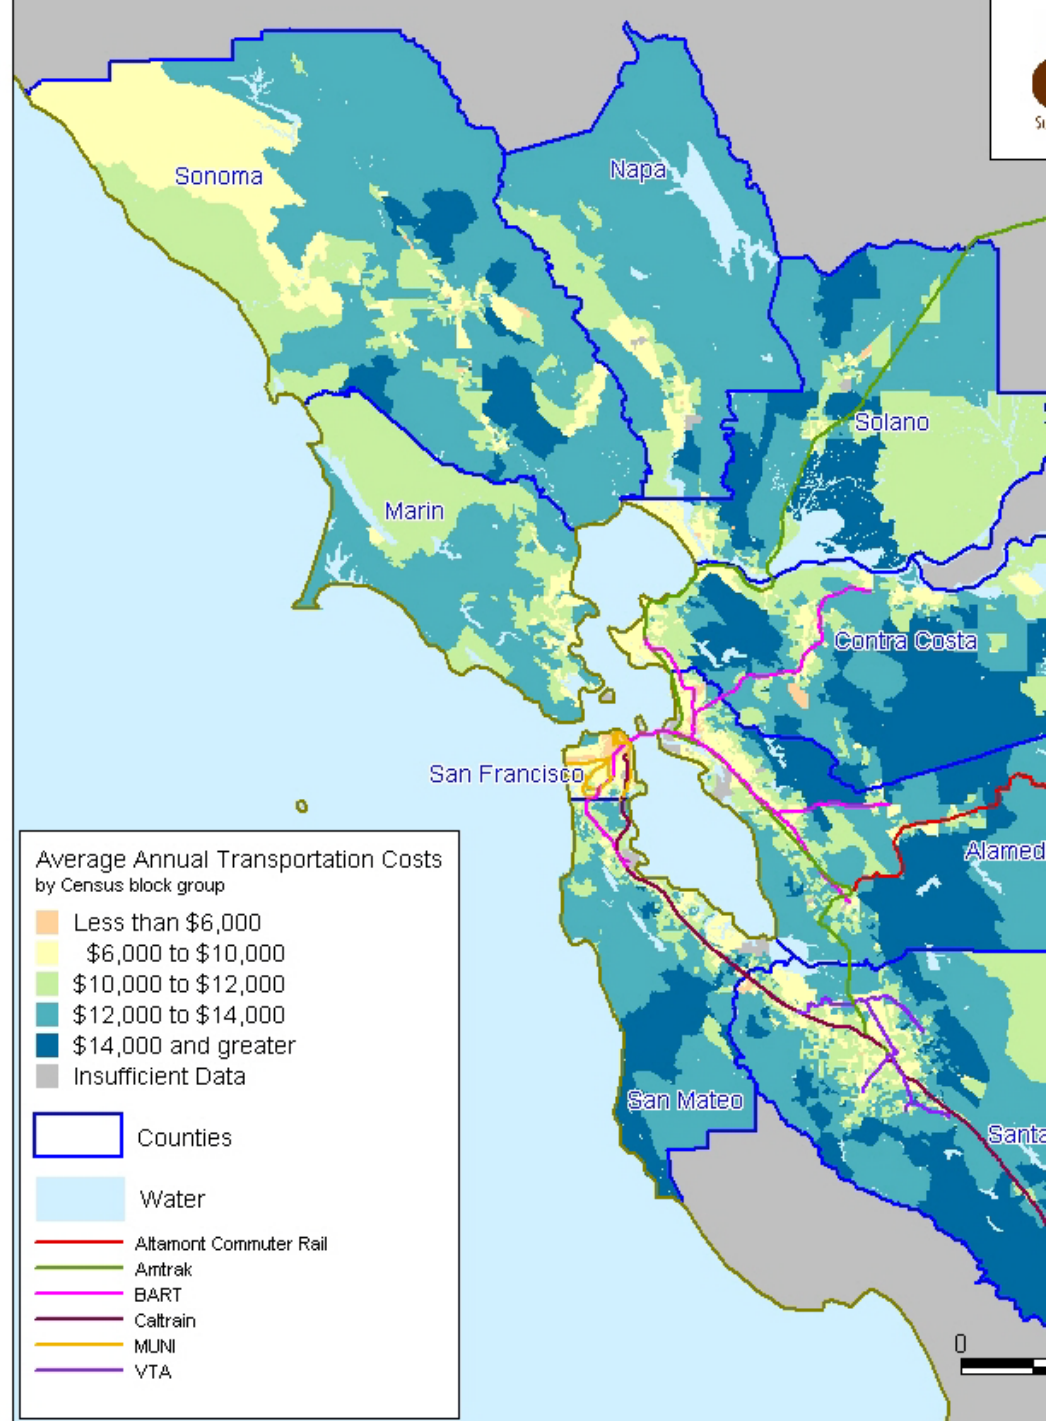 Sonoma
Napa
Solano
Marin
Contra Costa
San Francisco
Alamed
San Mateo
Santa
Average Annual Transportation Costs
by Census block group
Less than $6,000
$6,000 to $10,000
$10,000 to $12,000
$12,000 to $14,000
$14,000 and greater
Insufficient Data
Counties
Water
Altamont Commuter Rail
Amtrak
BART
Caltrain
MUNI
VTA
0